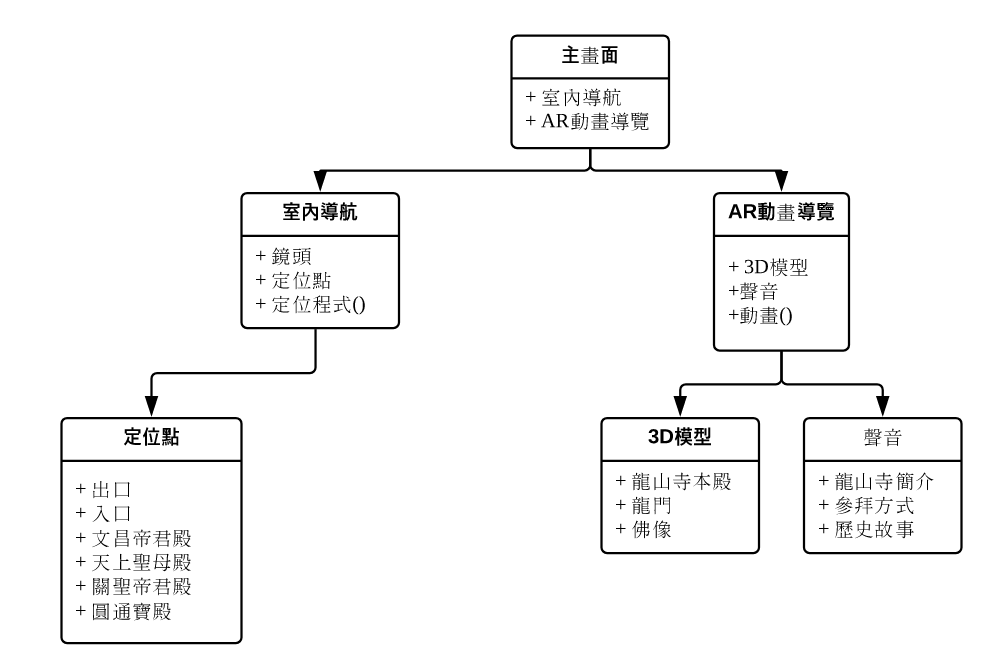 主畫面
+ 室內導航
+ AR動畫導覽
室內導航
+ 鏡頭
+ 定位點
+ 定位程式()
AR動畫導覽
+ 3D模型
+聲音
+動畫()
定位點
+ 出口
+ 入口
+ 文昌帝君殿
+ 天上聖母殿
+ 關聖帝君殿
+ 圓通寶殿
3D模型
+ 龍山寺本殿
+ 龍門
+ 佛像
聲音
+ 龍山寺簡介
+ 參拜方式
+ 歷史故事